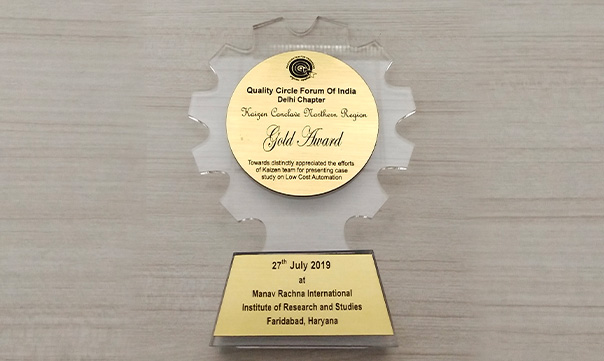 Quality Circle Forum Of India
Delhi Chapter
Kaizen Conclave Northern Region
Gold Award
Towards distinctly appreciated the efforts
of Kaizen team for presenting case
study on Low Cost Automation
27th July 2019
at
Manav Rachna International
Institute of Research and Studies
Faridabad, Haryana